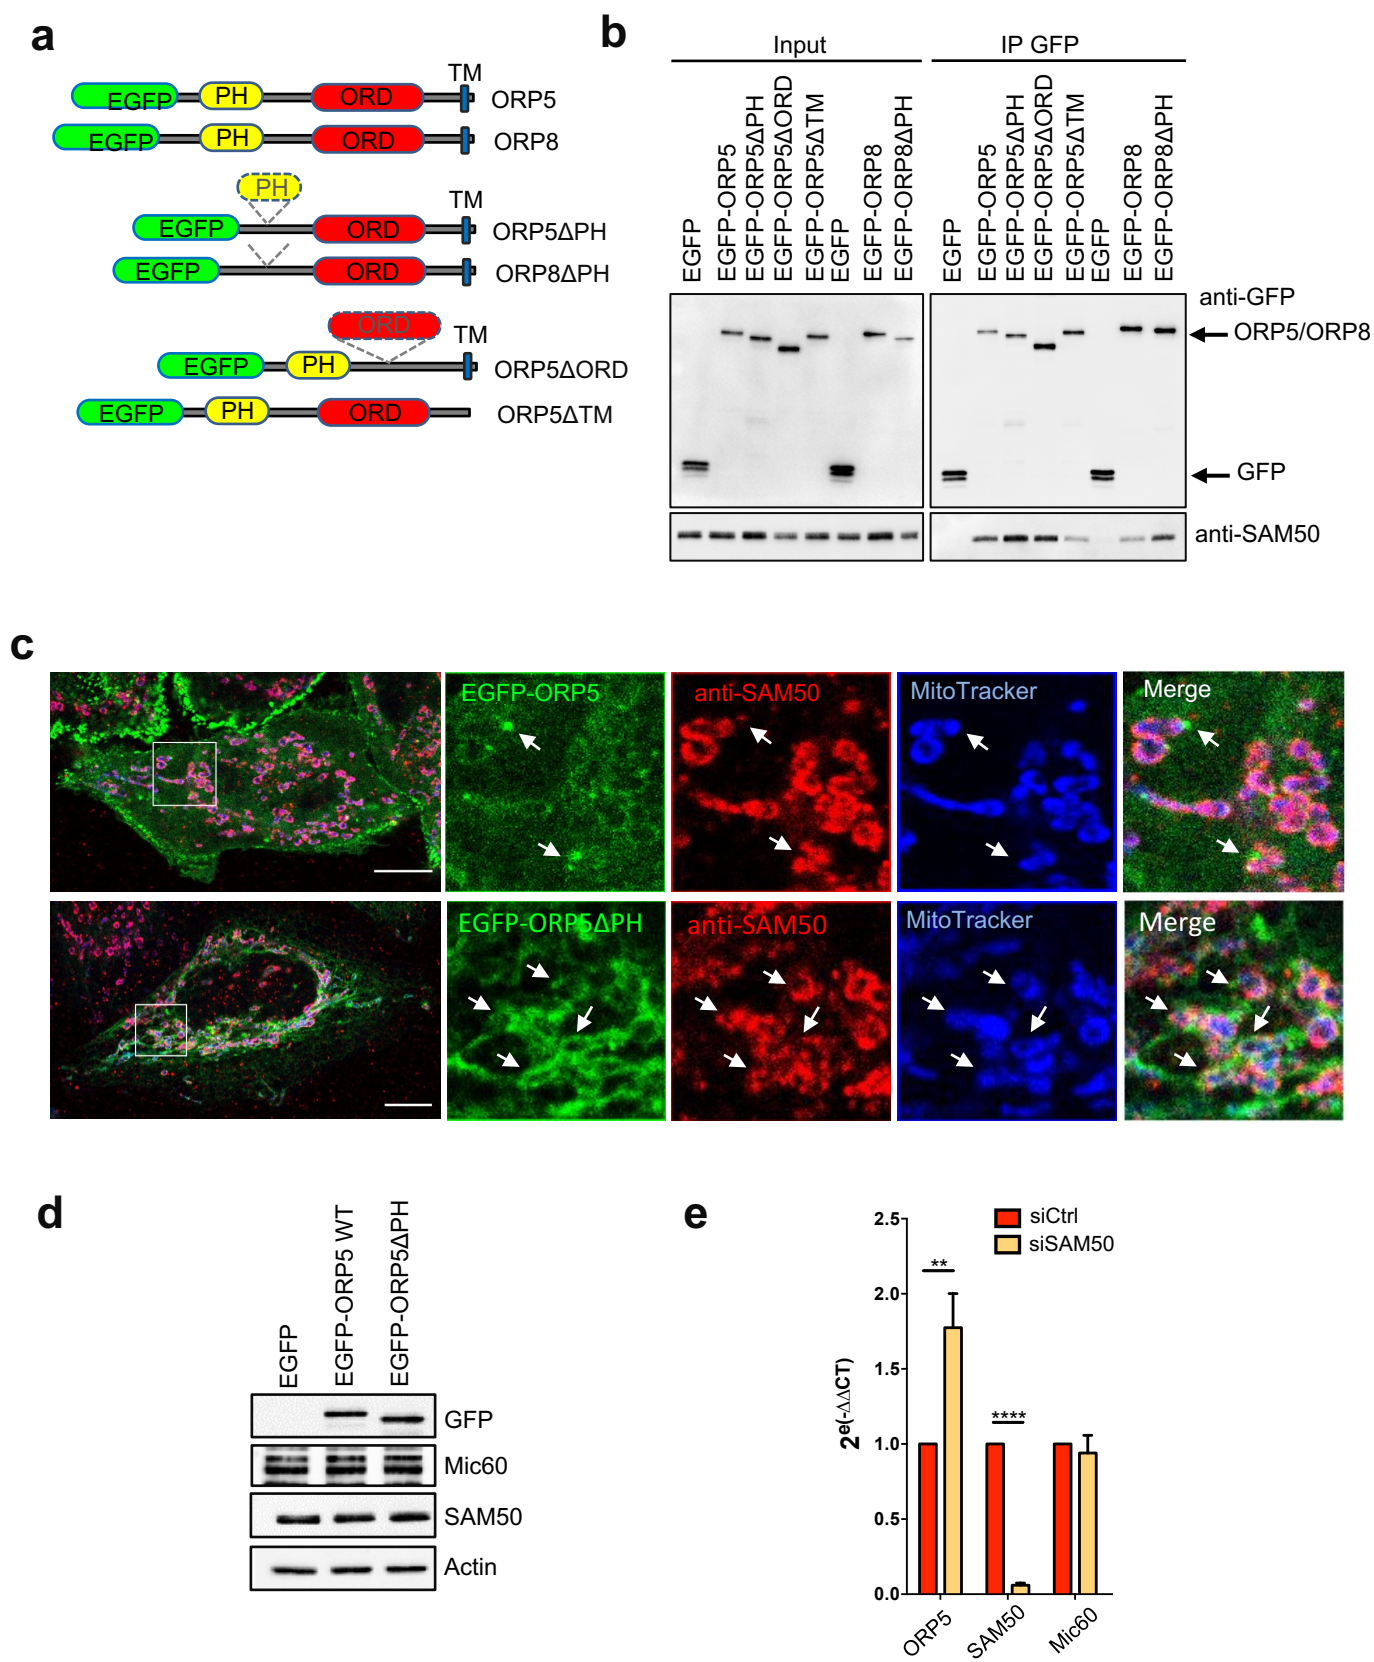 a
TM
EGFP PH ORD ORP5
EGFP PH ORD ORP8
PH
TM
EGFP ORD ORP5ΔPH
EGFP ORD ORP8ΔPH
ORD
TM
EGFP PH ORP5ΔORD
EGFP PH ORD ORP5ΔTM
b
Input IP GFP
EGFP
EGFP-ORP5
EGFP-ORP5ΔPH
EGFP-ORP5ΔORD
EGFP-ORP5ΔTM
EGFP
EGFP-ORP8
EGFP-ORP8ΔPH
EGFP
EGFP-ORP5
EGFP-ORP5ΔPH
EGFP-ORP5ΔORD
EGFP-ORP5ΔTM
EGFP
EGFP-ORP8
EGFP-ORP8ΔPH
anti-GFP
ORP5/ORP8
GFP
anti-SAM50
c
EGFP-ORP5 anti-SAM50 MitoTracker Merge
EGFP-ORP5ΔPH anti-SAM50 MitoTracker Merge
d
EGFP
EGFP-ORP5 WT
EGFP-ORP5ΔPH
GFP
Mic60
SAM50
Actin
e
siCtrl
siSAM50
2e(-ΔΔCT)
2.5
2.0
1.5
1.0
0.5
0.0
**
****
ORP5
SAM50
Mic60